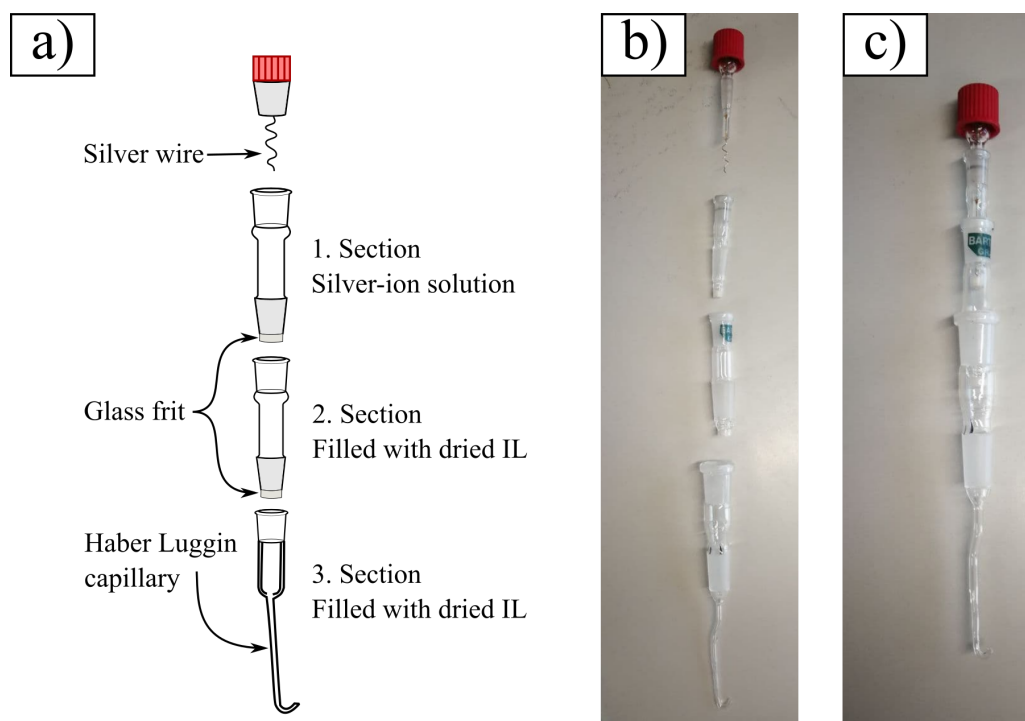 a)
Silver wire
1. Section
Silver-ion solution
Glass frit
2. Section
Filled with dried IL
Haber Luggin
capillary
3. Section
Filled with dried IL
b)
c)
BAR